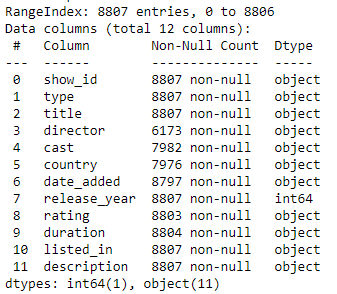 RangeIndex: 8807 entries, 0 to 8806
Data columns (total 12 columns):
 #   Column        Non-Null Count  Dtype
---  ------        --------------  -----
 0   show_id       8807 non-null   object
 1   type          8807 non-null   object
 2   title         8807 non-null   object
 3   director      6173 non-null   object
 4   cast          7982 non-null   object
 5   country       7976 non-null   object
 6   date_added    8797 non-null   object
 7   release_year  8807 non-null   int64
 8   rating        8803 non-null   object
 9   duration      8804 non-null   object
 10  listed_in     8807 non-null   object
 11  description   8807 non-null   object
dtypes: int64(1), object(11)